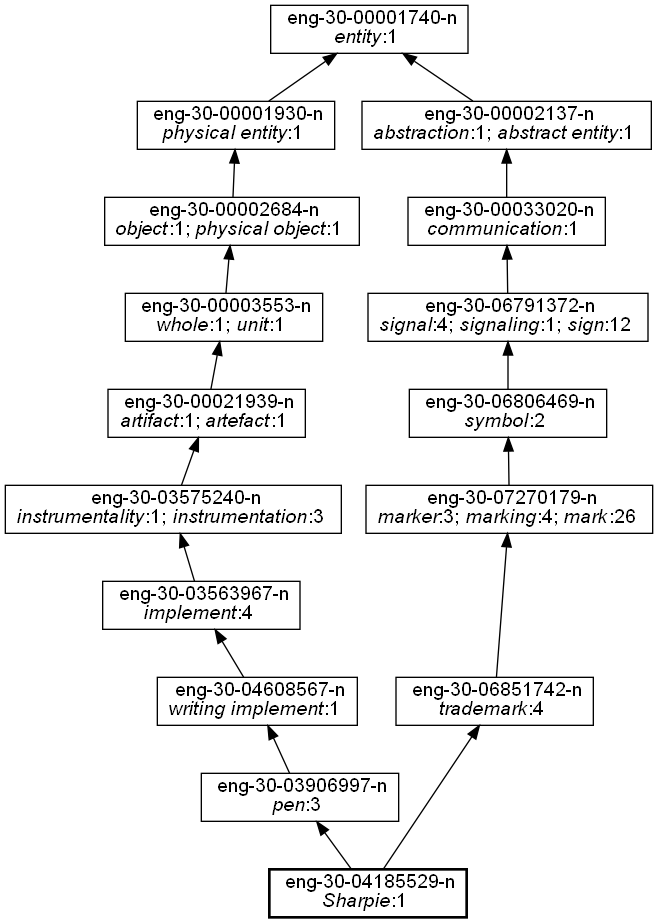 eng-30-00001740-n
entity:1
eng-30-00001930-n
physical entity:1
eng-30-00002137-n
abstraction:1; abstract entity:1
eng-30-00002684-n
object:1; physical object:1
eng-30-00033020-n
communication:1
eng-30-00003553-n
whole:1; unit:1
eng-30-06791372-n
signal:4; signaling:1; sign:12
eng-30-00021939-n
artifact:1; artefact:1
eng-30-06806469-n
symbol:2
eng-30-03575240-n
instrumentality:1; instrumentation:3
eng-30-07270179-n
marker:3; marking:4; mark:26
eng-30-03563967-n
implement:4
eng-30-04608567-n
writing implement:1
eng-30-06851742-n
trademark:4
eng-30-03906997-n
pen:3
eng-30-04185529-n
Sharpie:1